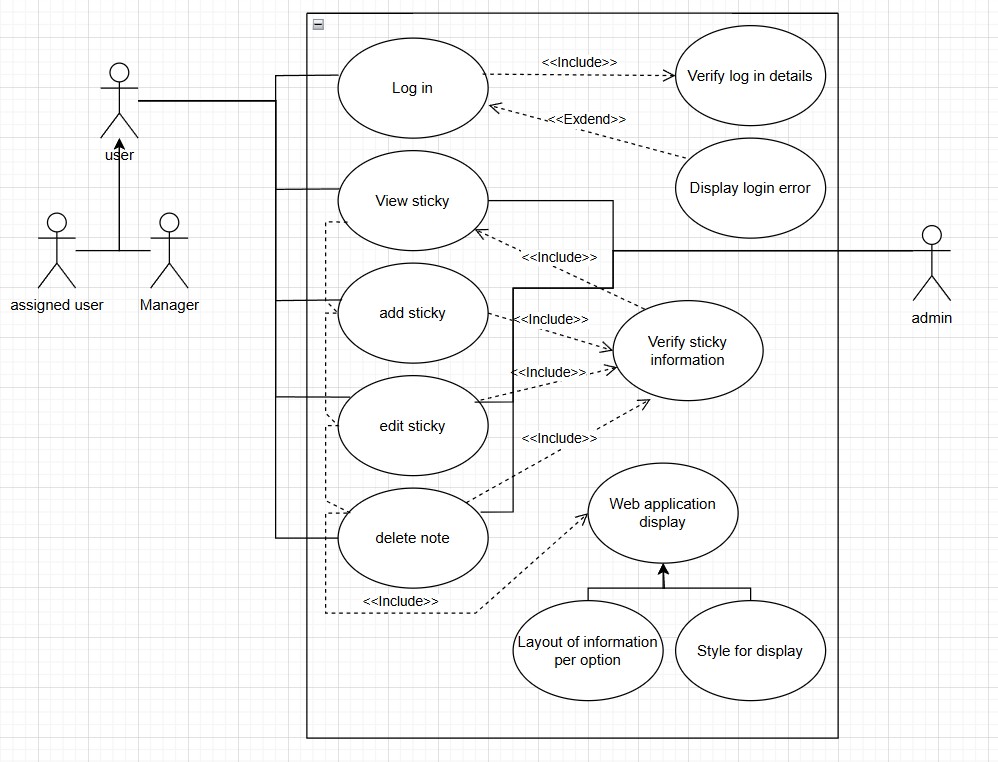 <<Include>>
Log in
Verify log in details
<<Exdend>>
user
Display login error
View sticky
<<Include>>
assigned user
Manager
admin
add sticky
<<Include>>
Verify sticky
information
<<Include>>
edit sticky
<<Include>>
Web application
display
delete note
<<Include>>
Layout of information
per option
Style for display